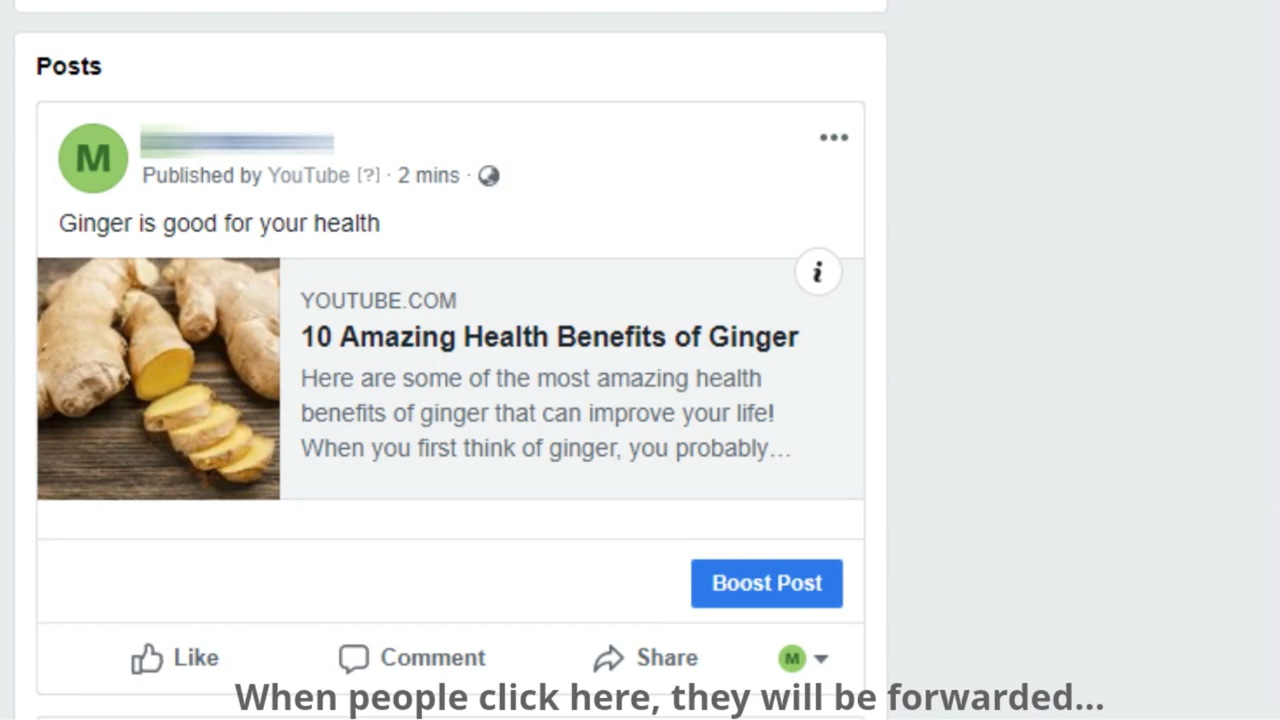 Posts
M
Published by YouTube [?] · 2 mins ·
Ginger is good for your health
i
YOUTUBE.COM
10 Amazing Health Benefits of Ginger
Here are some of the most amazing health
benefits of ginger that can improve your life!
When you first think of ginger, you probably...
Boost Post
Like Comment Share M
When people click here, they will be forwarded...